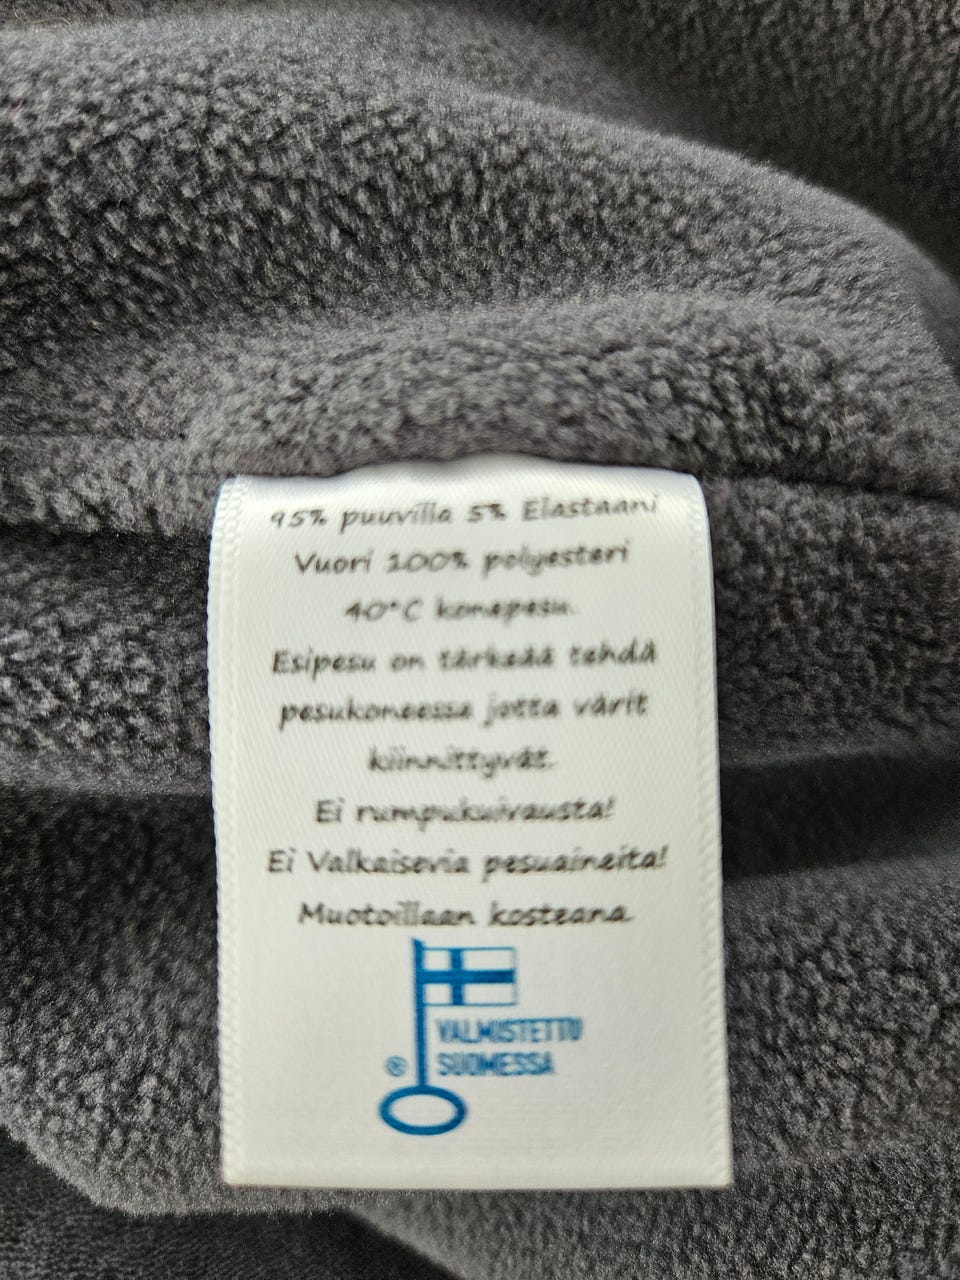 95% puuvilla 5% Elastaani
Vuori 100% polyesteri
40°C konepesu.
Esipesu on tärkeää tehdä
pesukoneessa jotta värit
kiinnittyvät.
Ei rumpukuivausta!
Ei Valkaisevia pesuaineita!
Muotoillaan kosteana.
VALMISTETTU
® SUOMESSA